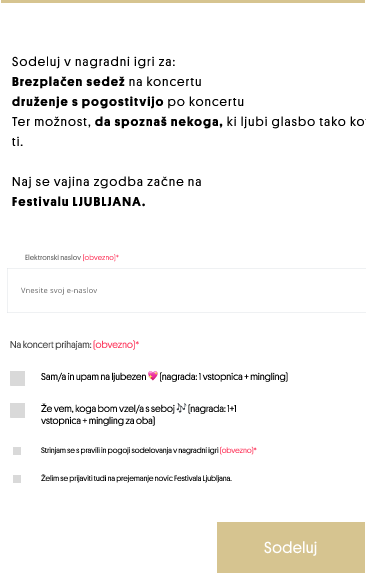 Sodeluj v nagradni igri za:
Brezplačen sedež na koncertu
druženje s pogostitvijo po koncertu
Ter možnost, da spoznaš nekoga, ki ljubi glasbo tako
ti.
Naj se vajina zgodba začne na
Festivalu LJUBLJANA.
Elektronski naslov (obvezno)*
Vnesite svoj e-naslov
Na koncert prihajam: (obvezno)*
Sam/a in upam na ljubezen 💘 (nagrada: 1 vstopnica + mingling)
Že vem, koga bom vzel/a s seboj 🎶 (nagrada: 1+1
vstopnica + mingling za oba)
Strinjam se s pravili in pogoji sodelovanja v nagradni igri (obvezno)*
Želim se prijaviti tudi na prejemanje novic Festivala Ljubljana.
Sodeluj